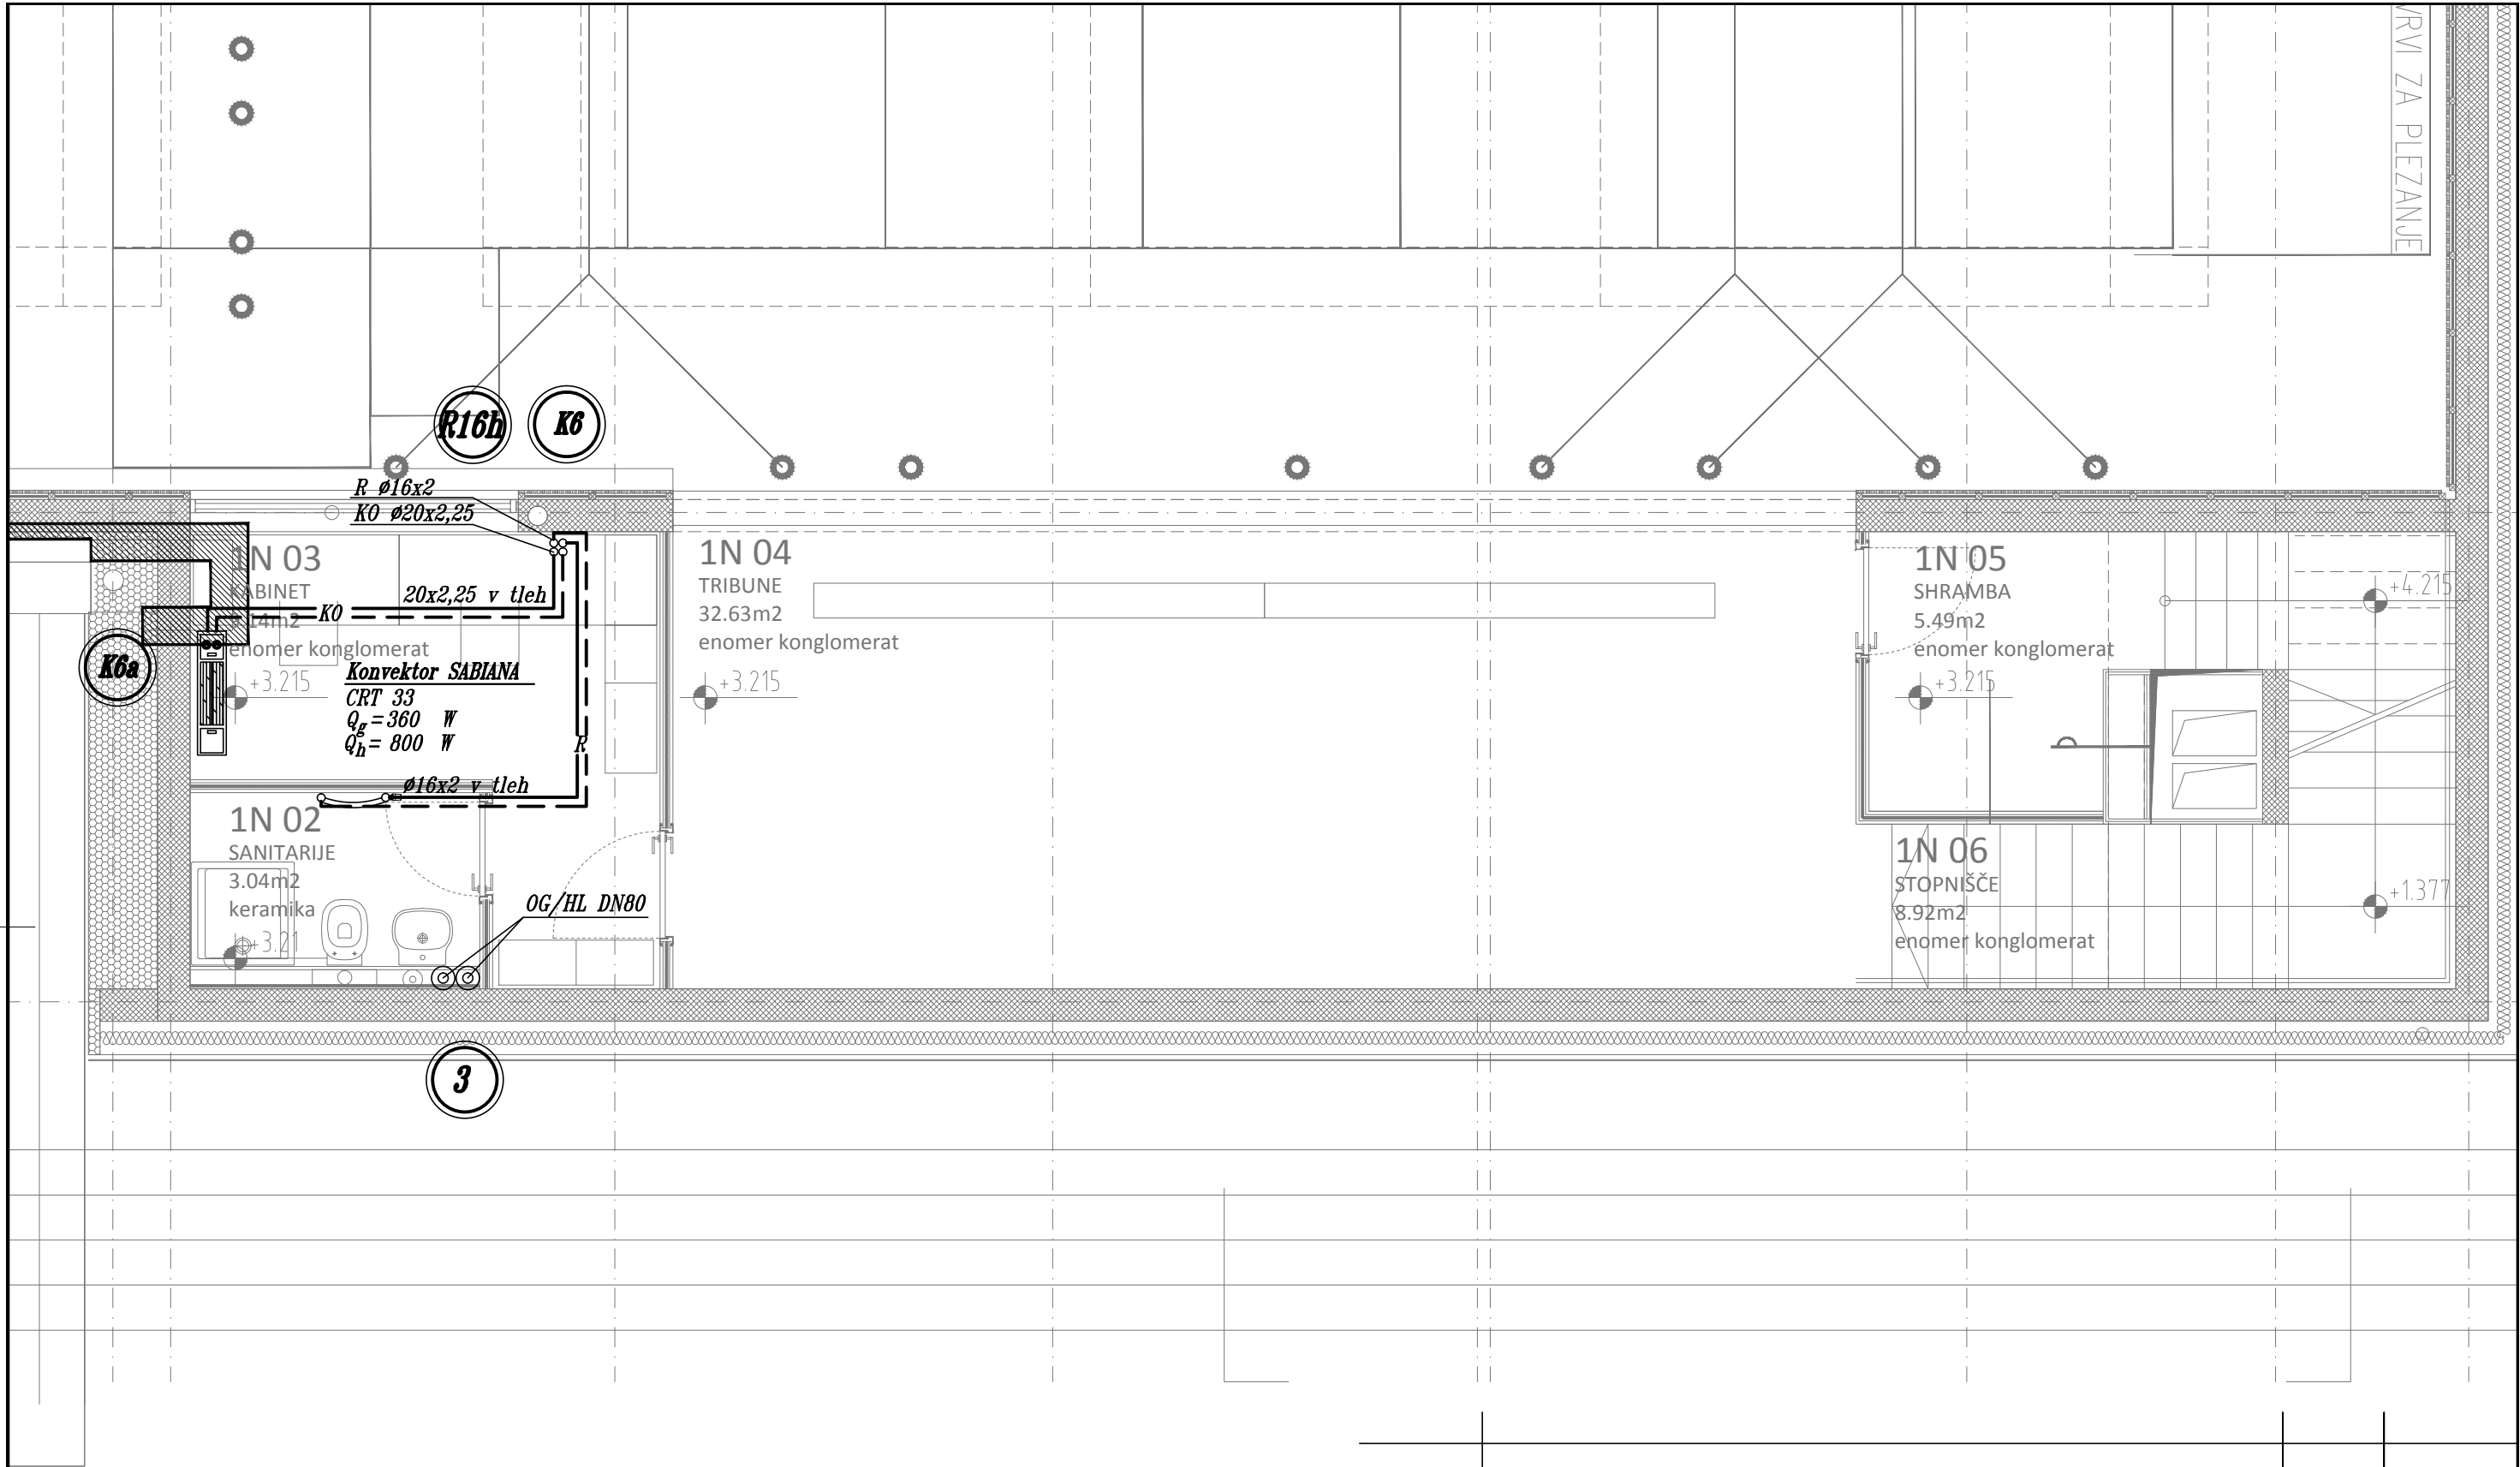 VRVI ZA PLEZANJE
R16h
K6
R ø16x2
KO ø20x2,25
1N 03
KABINET
14m2
enomer konglomerat
+3.215
20x2,25 v tleh
KO
K6a
Konvektor SABIANA
CRT 33
Qg = 360 W
Qh = 800 W
R
ø16x2 v tleh
1N 02
SANITARIJE
3.04m2
keramika
+3.21
OG/HL DN80
3
1N 04
TRIBUNE
32.63m2
enomer konglomerat
+3.215
1N 05
SHRAMBA
5.49m2
enomer konglomerat
+3.215
+4.215
1N 06
STOPNIŠČE
8.92m2
enomer konglomerat
+1.377